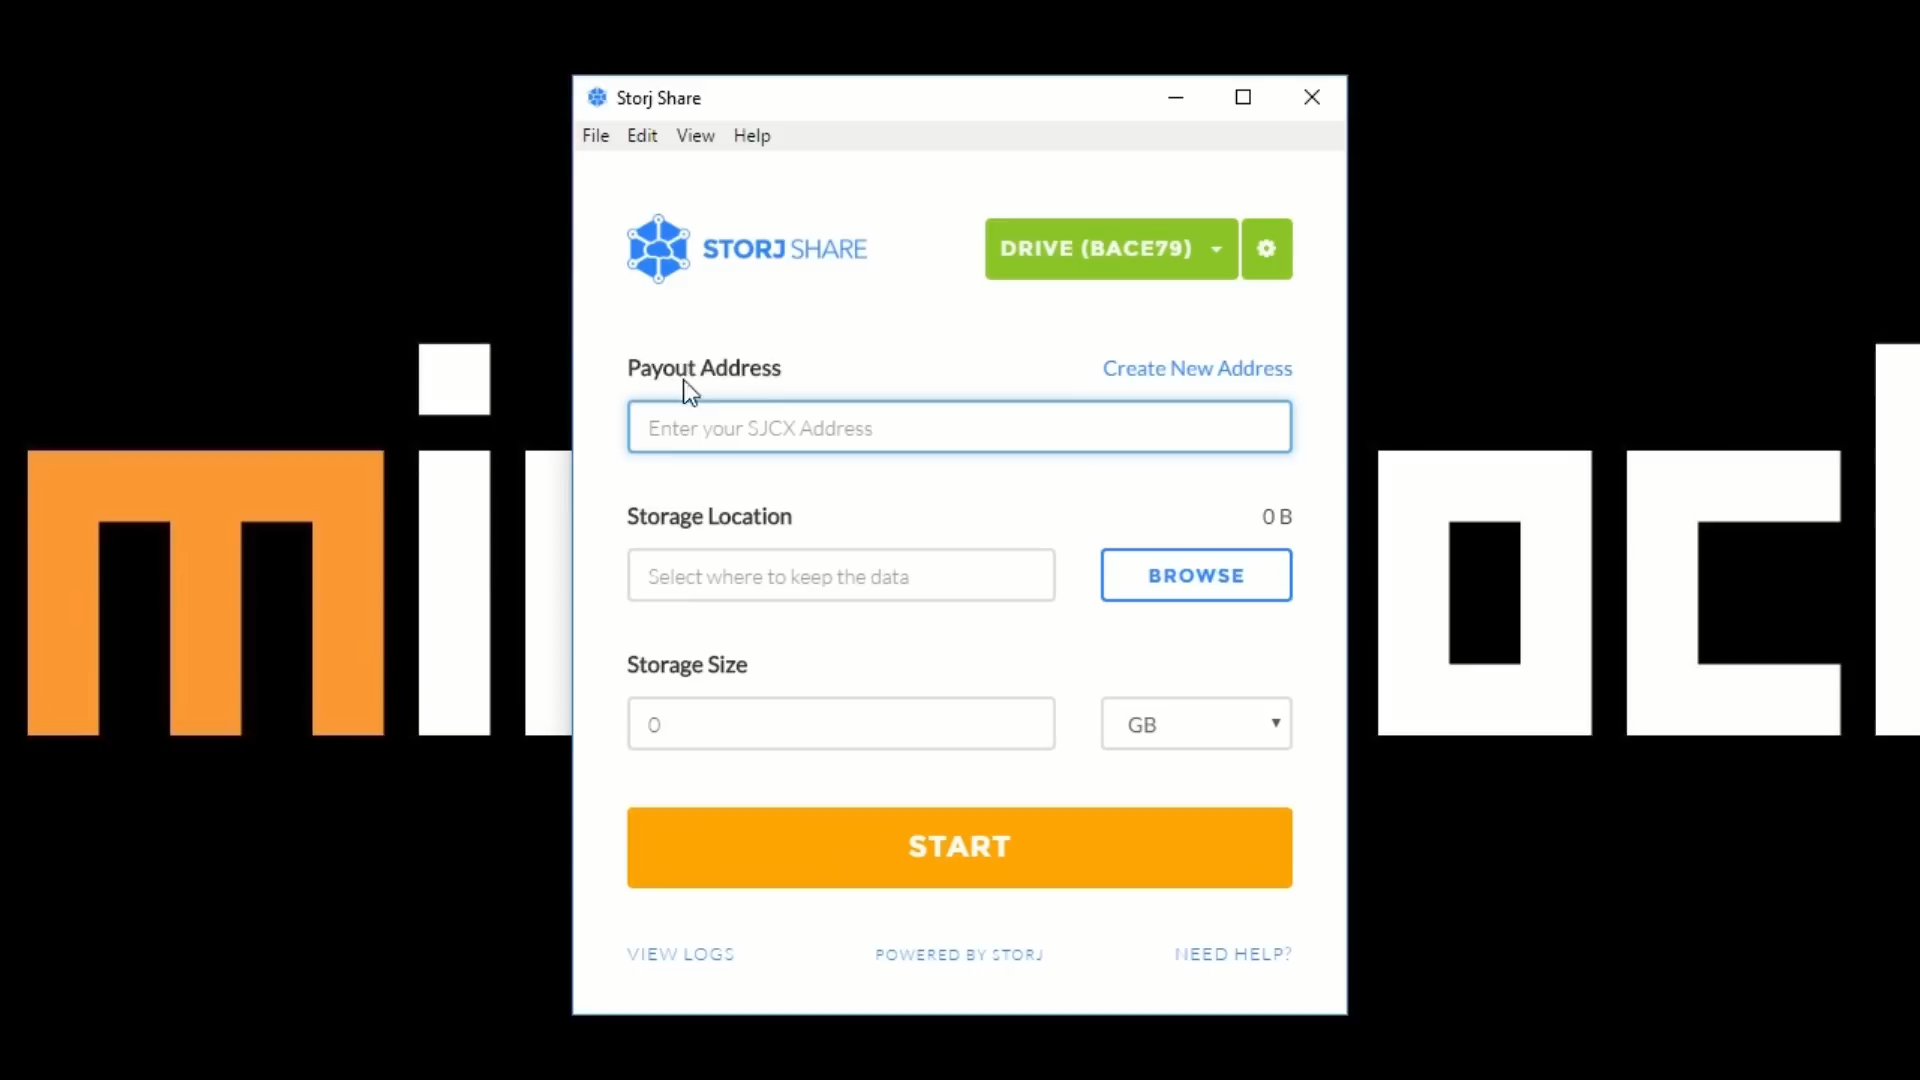 Storj Share
File Edit View Help
STORJ SHARE
DRIVE (BACE79)
Payout Address
Create New Address
Enter your SJCX Address
Storage Location
0 B
Select where to keep the data
BROWSE
Storage Size
0
GB
START
VIEW LOGS
POWERED BY STORJ
NEED HELP?